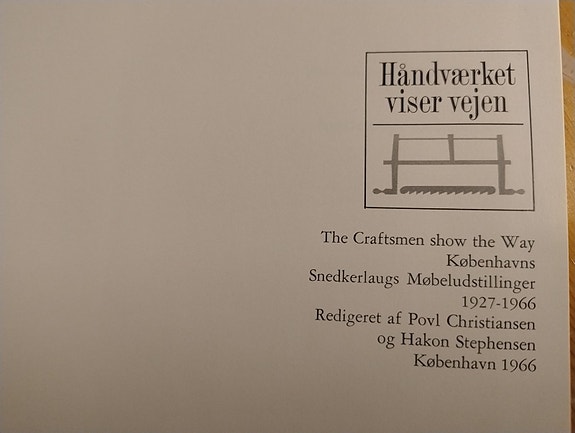 Håndværket
viser vejen
The Craftsmen show the Way
Københavns
Snedkerlaugs Møbeludstillinger
1927-1966
Redigeret af Povl Christiansen
og Hakon Stephensen
København 1966